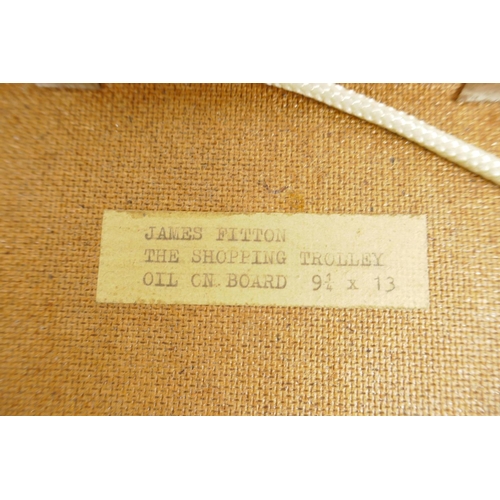 JAMES FITTON
THE SHOPPING TROLLEY
OIL ON BOARD 9¼ x 13